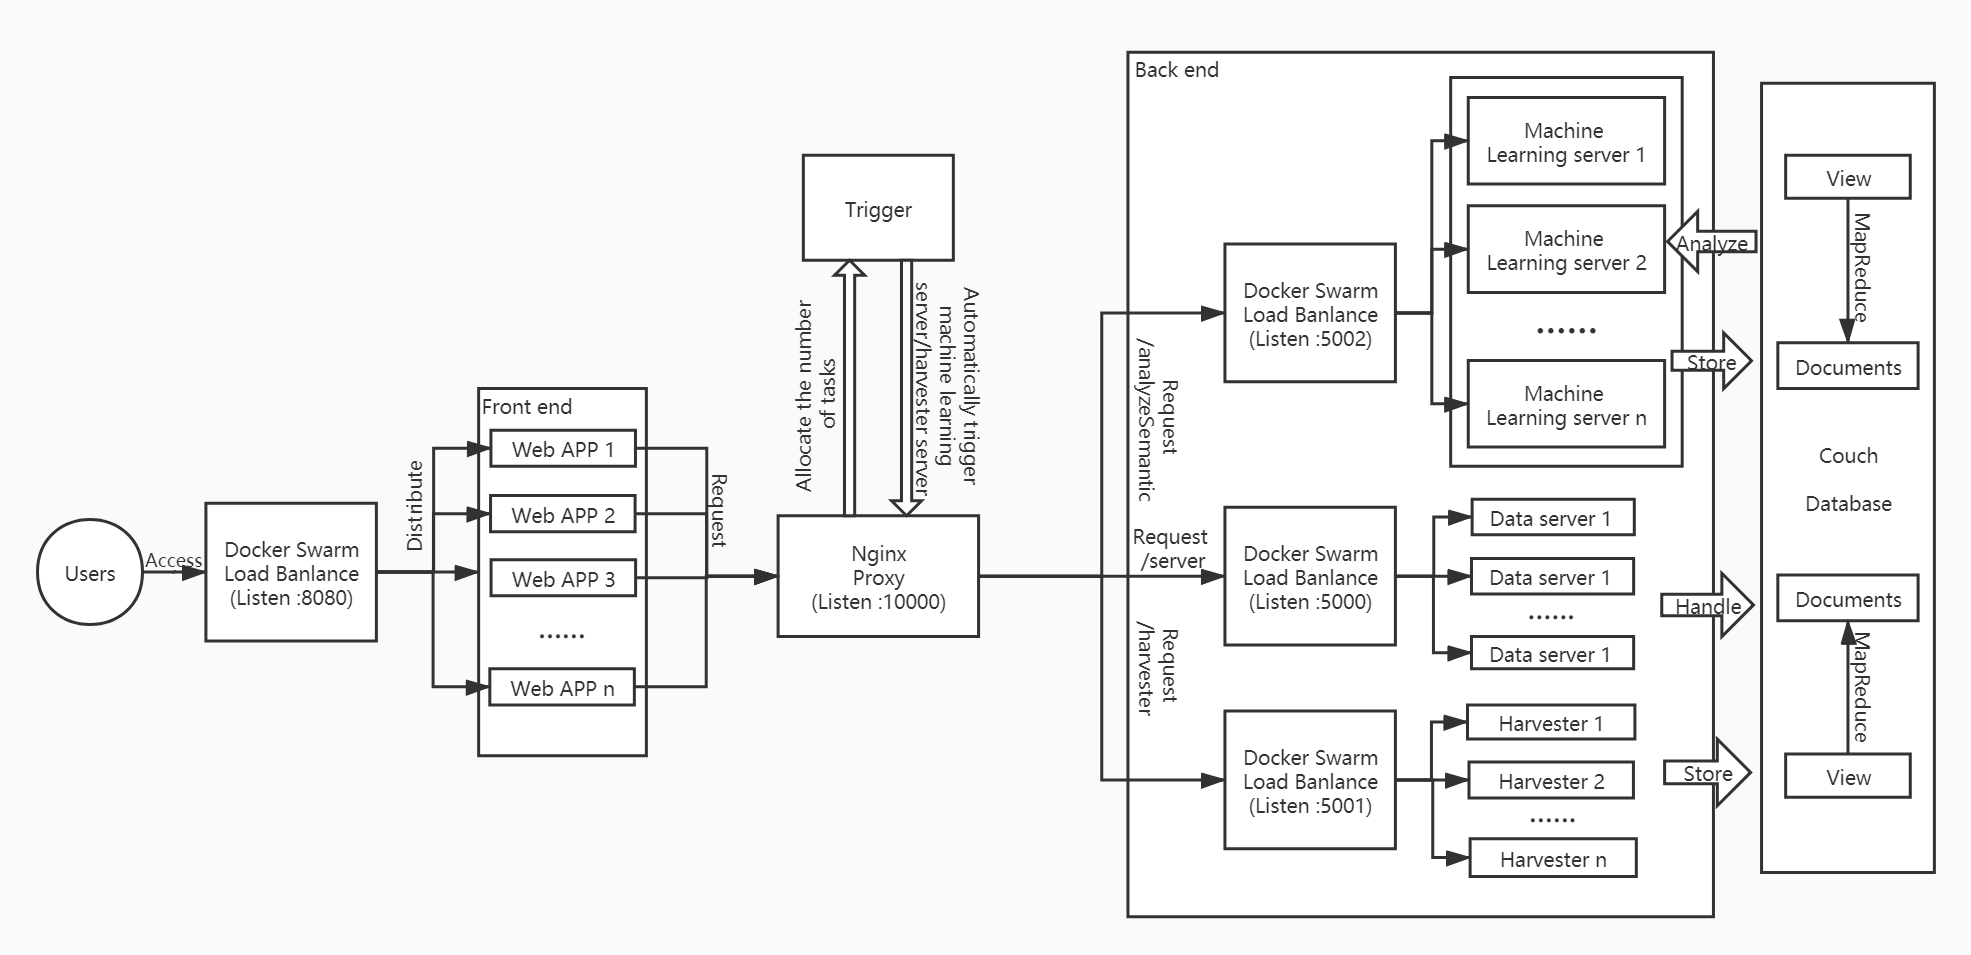 Users
Access
Docker Swarm
Load Banlance
(Listen :8080)
Distribute
Front end
Web APP 1
Web APP 2
Web APP 3
......
Web APP n
Request
Trigger
Allocate the number
of tasks
Automatically trigger
machine learning
server/harvester server
Nginx
Proxy
(Listen :10000)
Back end
Request
/analyzeSemantic
Docker Swarm
Load Banlance
(Listen :5002)
Machine
Learning server 1
Machine
Learning server 2
......
Machine
Learning server n
Analyze
Store
Request
/server
Docker Swarm
Load Banlance
(Listen :5000)
Data server 1
Data server 1
......
Data server 1
Handle
Request
/harvester
Docker Swarm
Load Banlance
(Listen :5001)
Harvester 1
Harvester 2
......
Harvester n
Store
View
MapReduce
Documents
Couch
Database
Documents
MapReduce
View